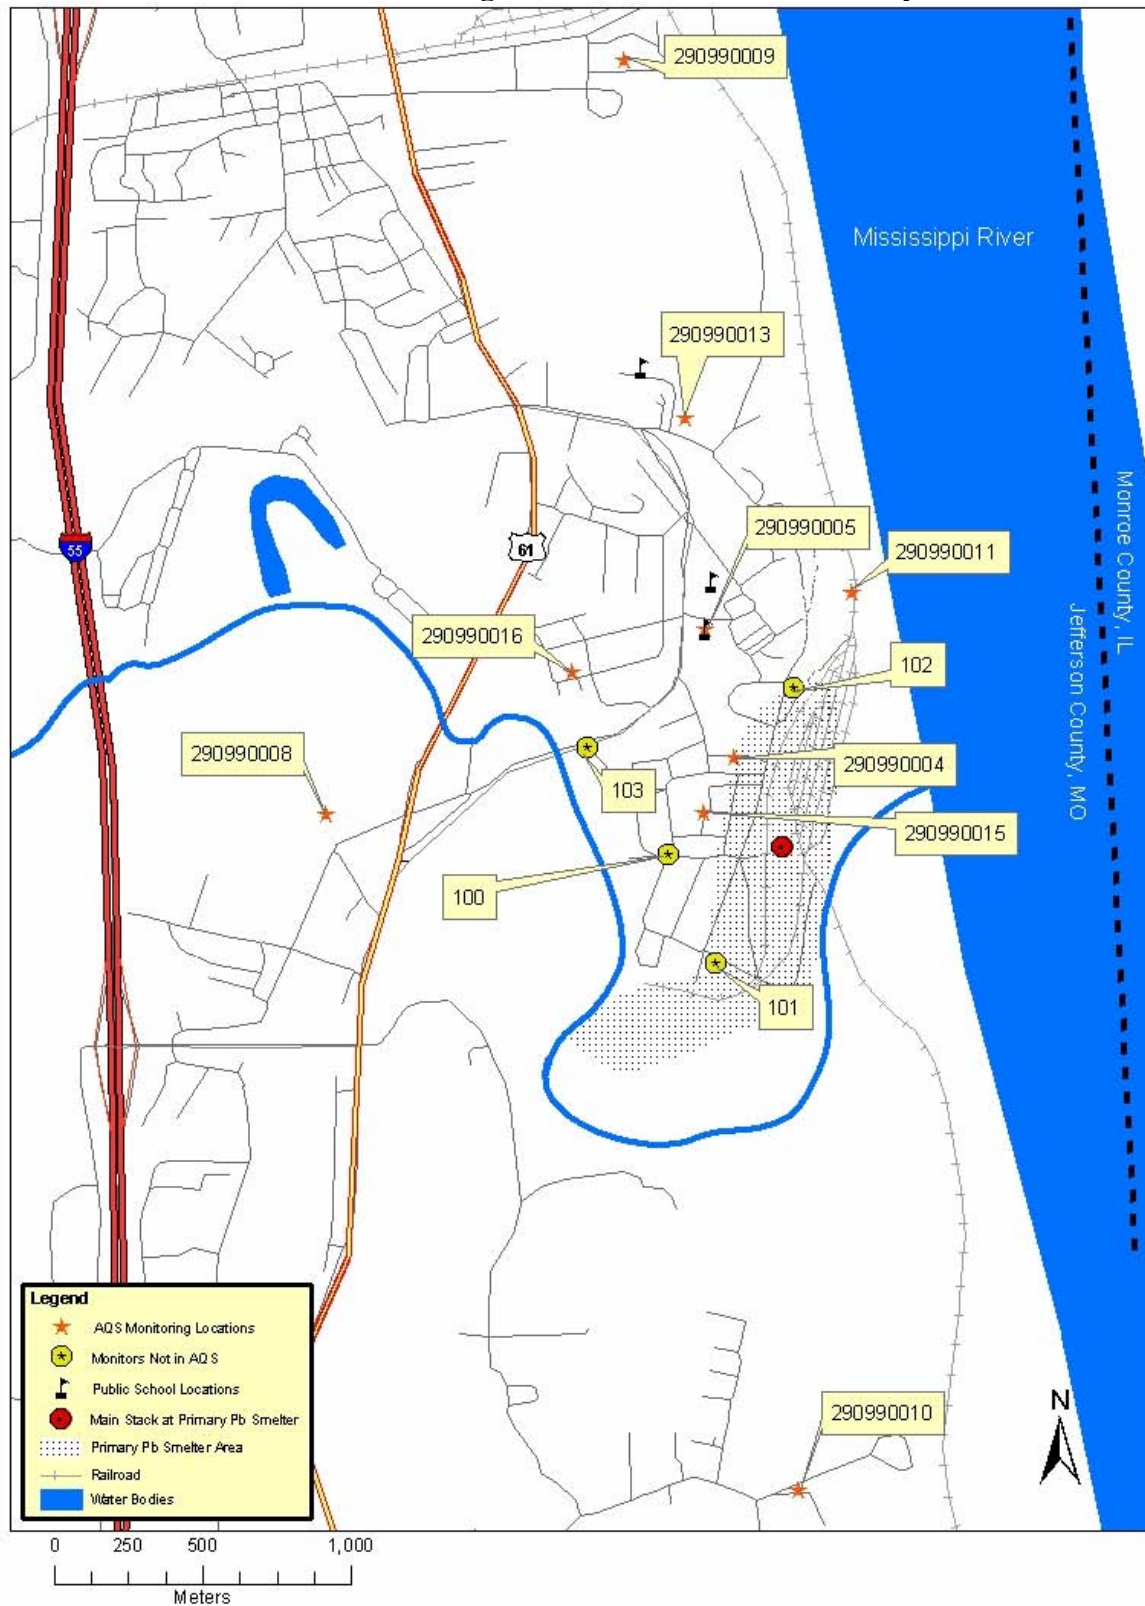 290990009
Mississippi River
290990013
290990005
290990011
55
61
290990016
102
Monroe County, IL
Jefferson County, MO
290990008
290990004
103
290990015
100
101
Legend
AQS Monitoring Locations
Monitors Not in AQS
Public School Locations
Main Stack at Primary Pb Smelter
Primary Pb Smelter Area
Railroad
Water Bodies
290990010
N
0 250 500 1,000
Meters